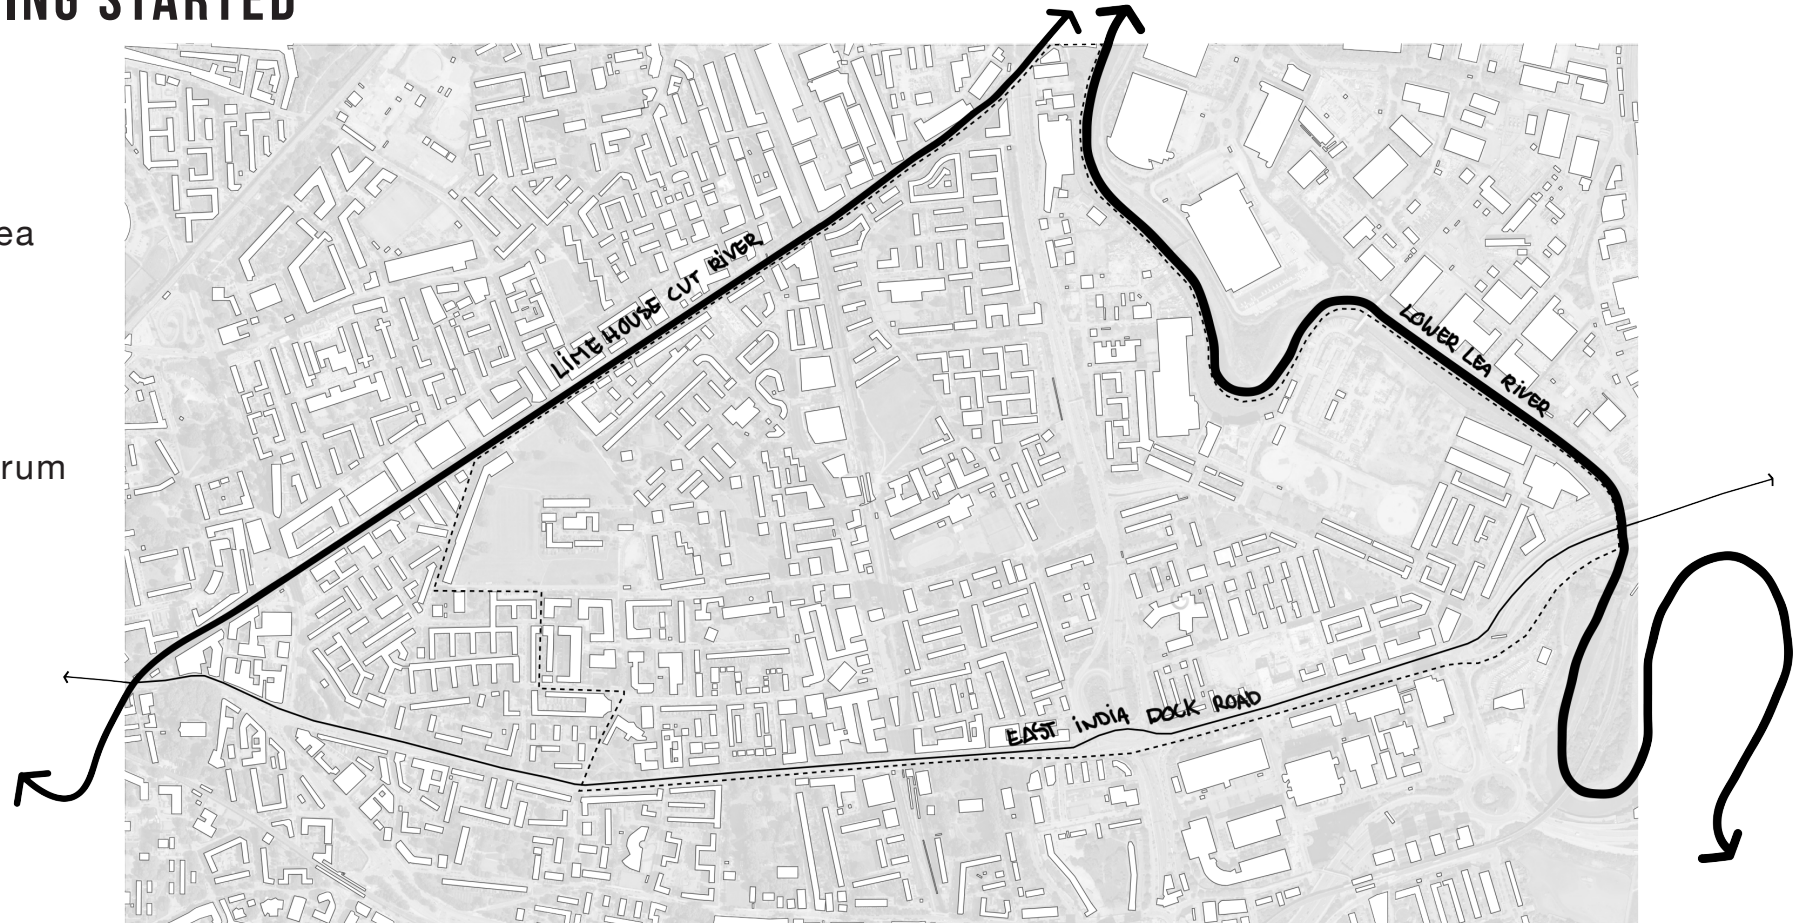 ING STARTED
ea
rum
LIMEHOUSE CUT RIVER
LOWER LEA RIVER
EAST INDIA DOCK ROAD